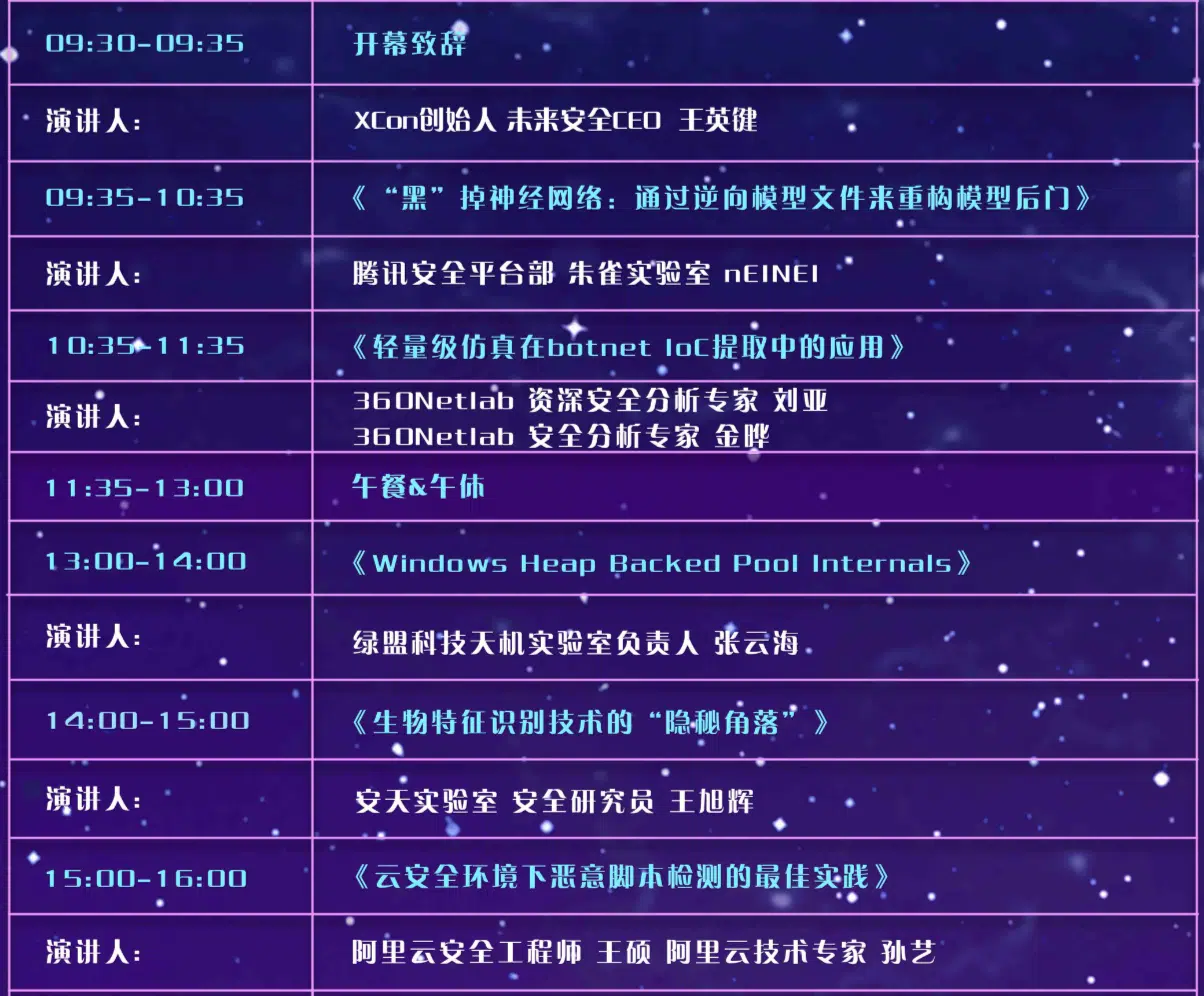 09:30-09:35 开幕致辞
演讲人: XCon创始人 未来安全CEO 王英键
09:35-10:35 《“黑”掉神经网络：通过逆向模型文件来重构模型后门》
演讲人: 腾讯安全平台部 朱雀实验室 nEINEI
10:35-11:35 《轻量级仿真在botnet IoC提取中的应用》
演讲人: 360Netlab 资深安全分析专家 刘亚
360Netlab 安全分析专家 金晔
11:35-13:00 午餐&午休
13:00-14:00 《Windows Heap Backed Pool Internals》
演讲人: 绿盟科技天机实验室负责人 张云海
14:00-15:00 《生物特征识别技术的“隐秘角落”》
演讲人: 安天实验室 安全研究员 王旭辉
15:00-16:00 《云安全环境下恶意脚本检测的最佳实践》
演讲人: 阿里云安全工程师 王硕 阿里云技术专家 孙艺